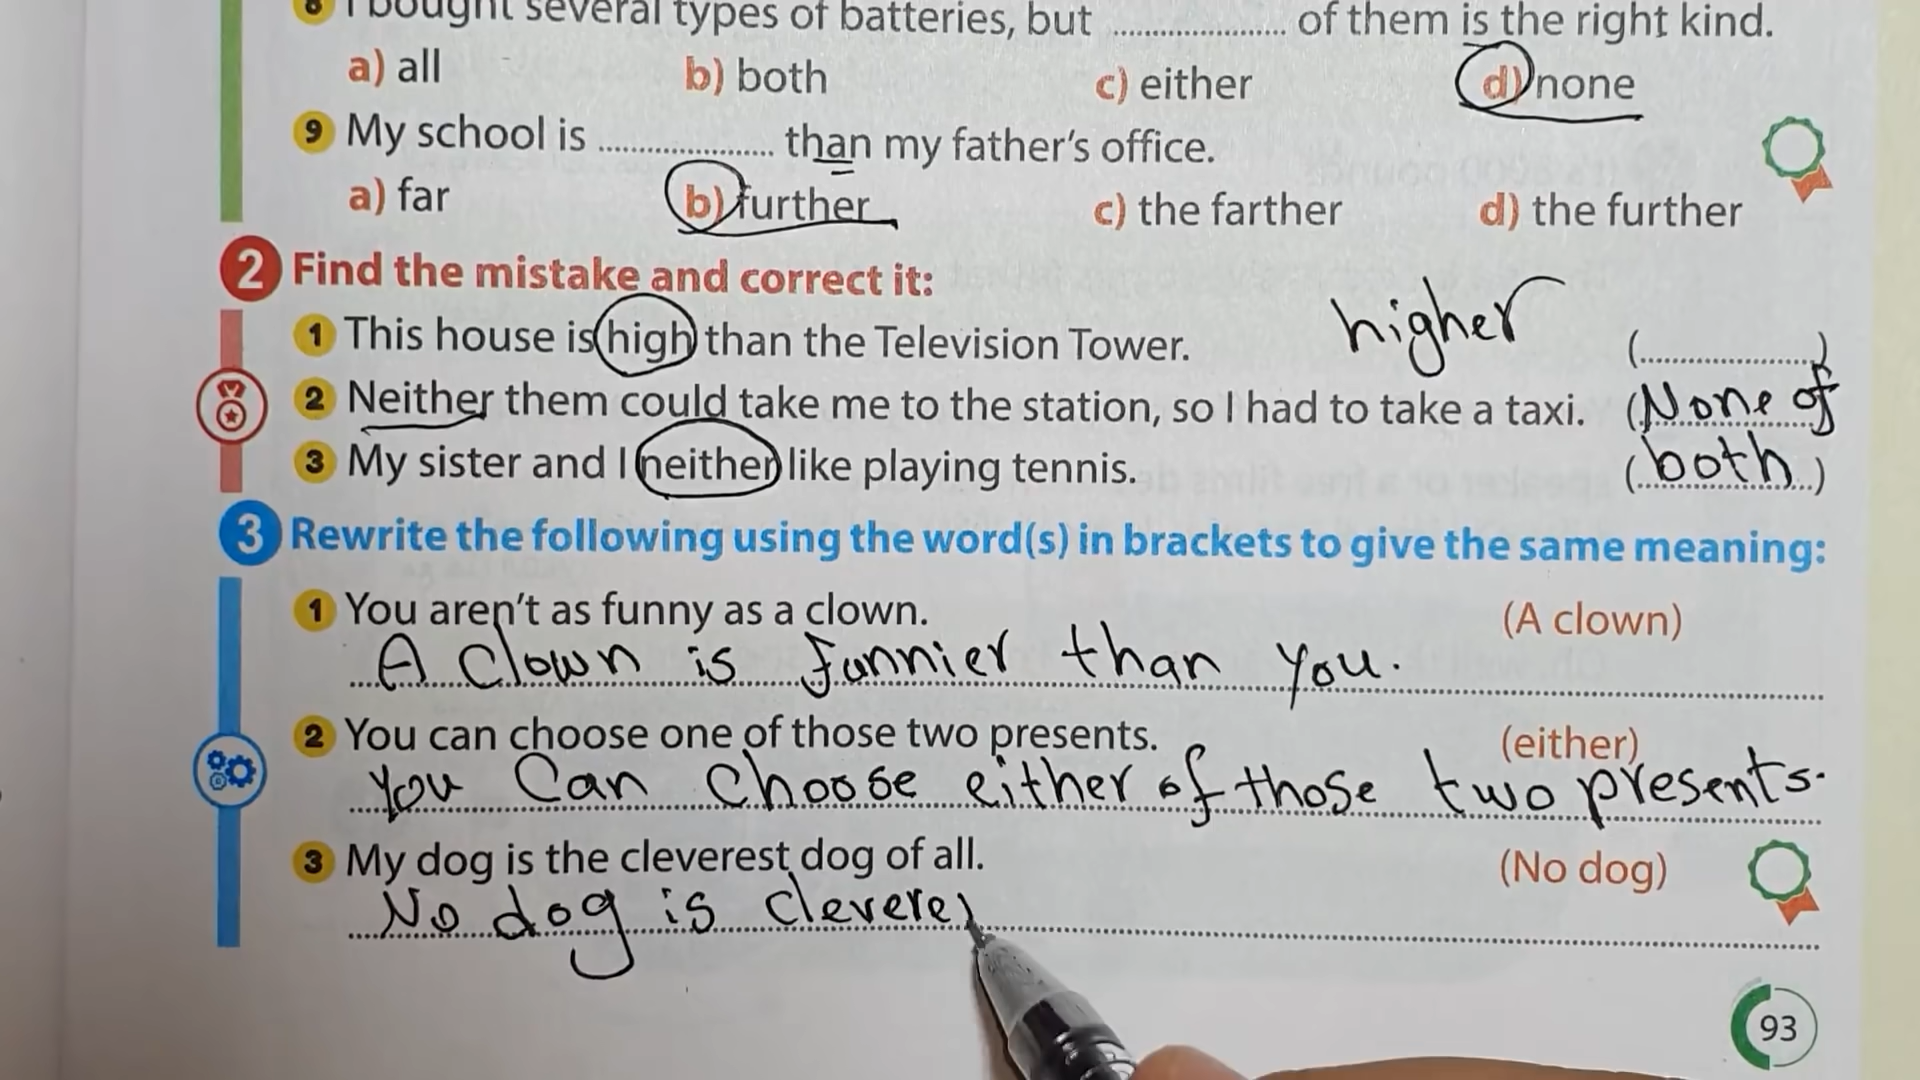 8 I bought several types of batteries, but .................... of them is the right kind.
a) all b) both c) either d) none
9 My school is .................... than my father's office.
a) far b) further c) the farther d) the further
2 Find the mistake and correct it:
higher
1 This house is high than the Television Tower. (....................)
2 Neither them could take me to the station, so I had to take a taxi. (None of
3 My sister and I neither like playing tennis. (both)
3 Rewrite the following using the word(s) in brackets to give the same meaning:
1 You aren't as funny as a clown. (A clown)
A clown is funnier than you.
2 You can choose one of those two presents. (either)
You can choose either of those two presents.
3 My dog is the cleverest dog of all. (No dog)
No dog is cleverer
93